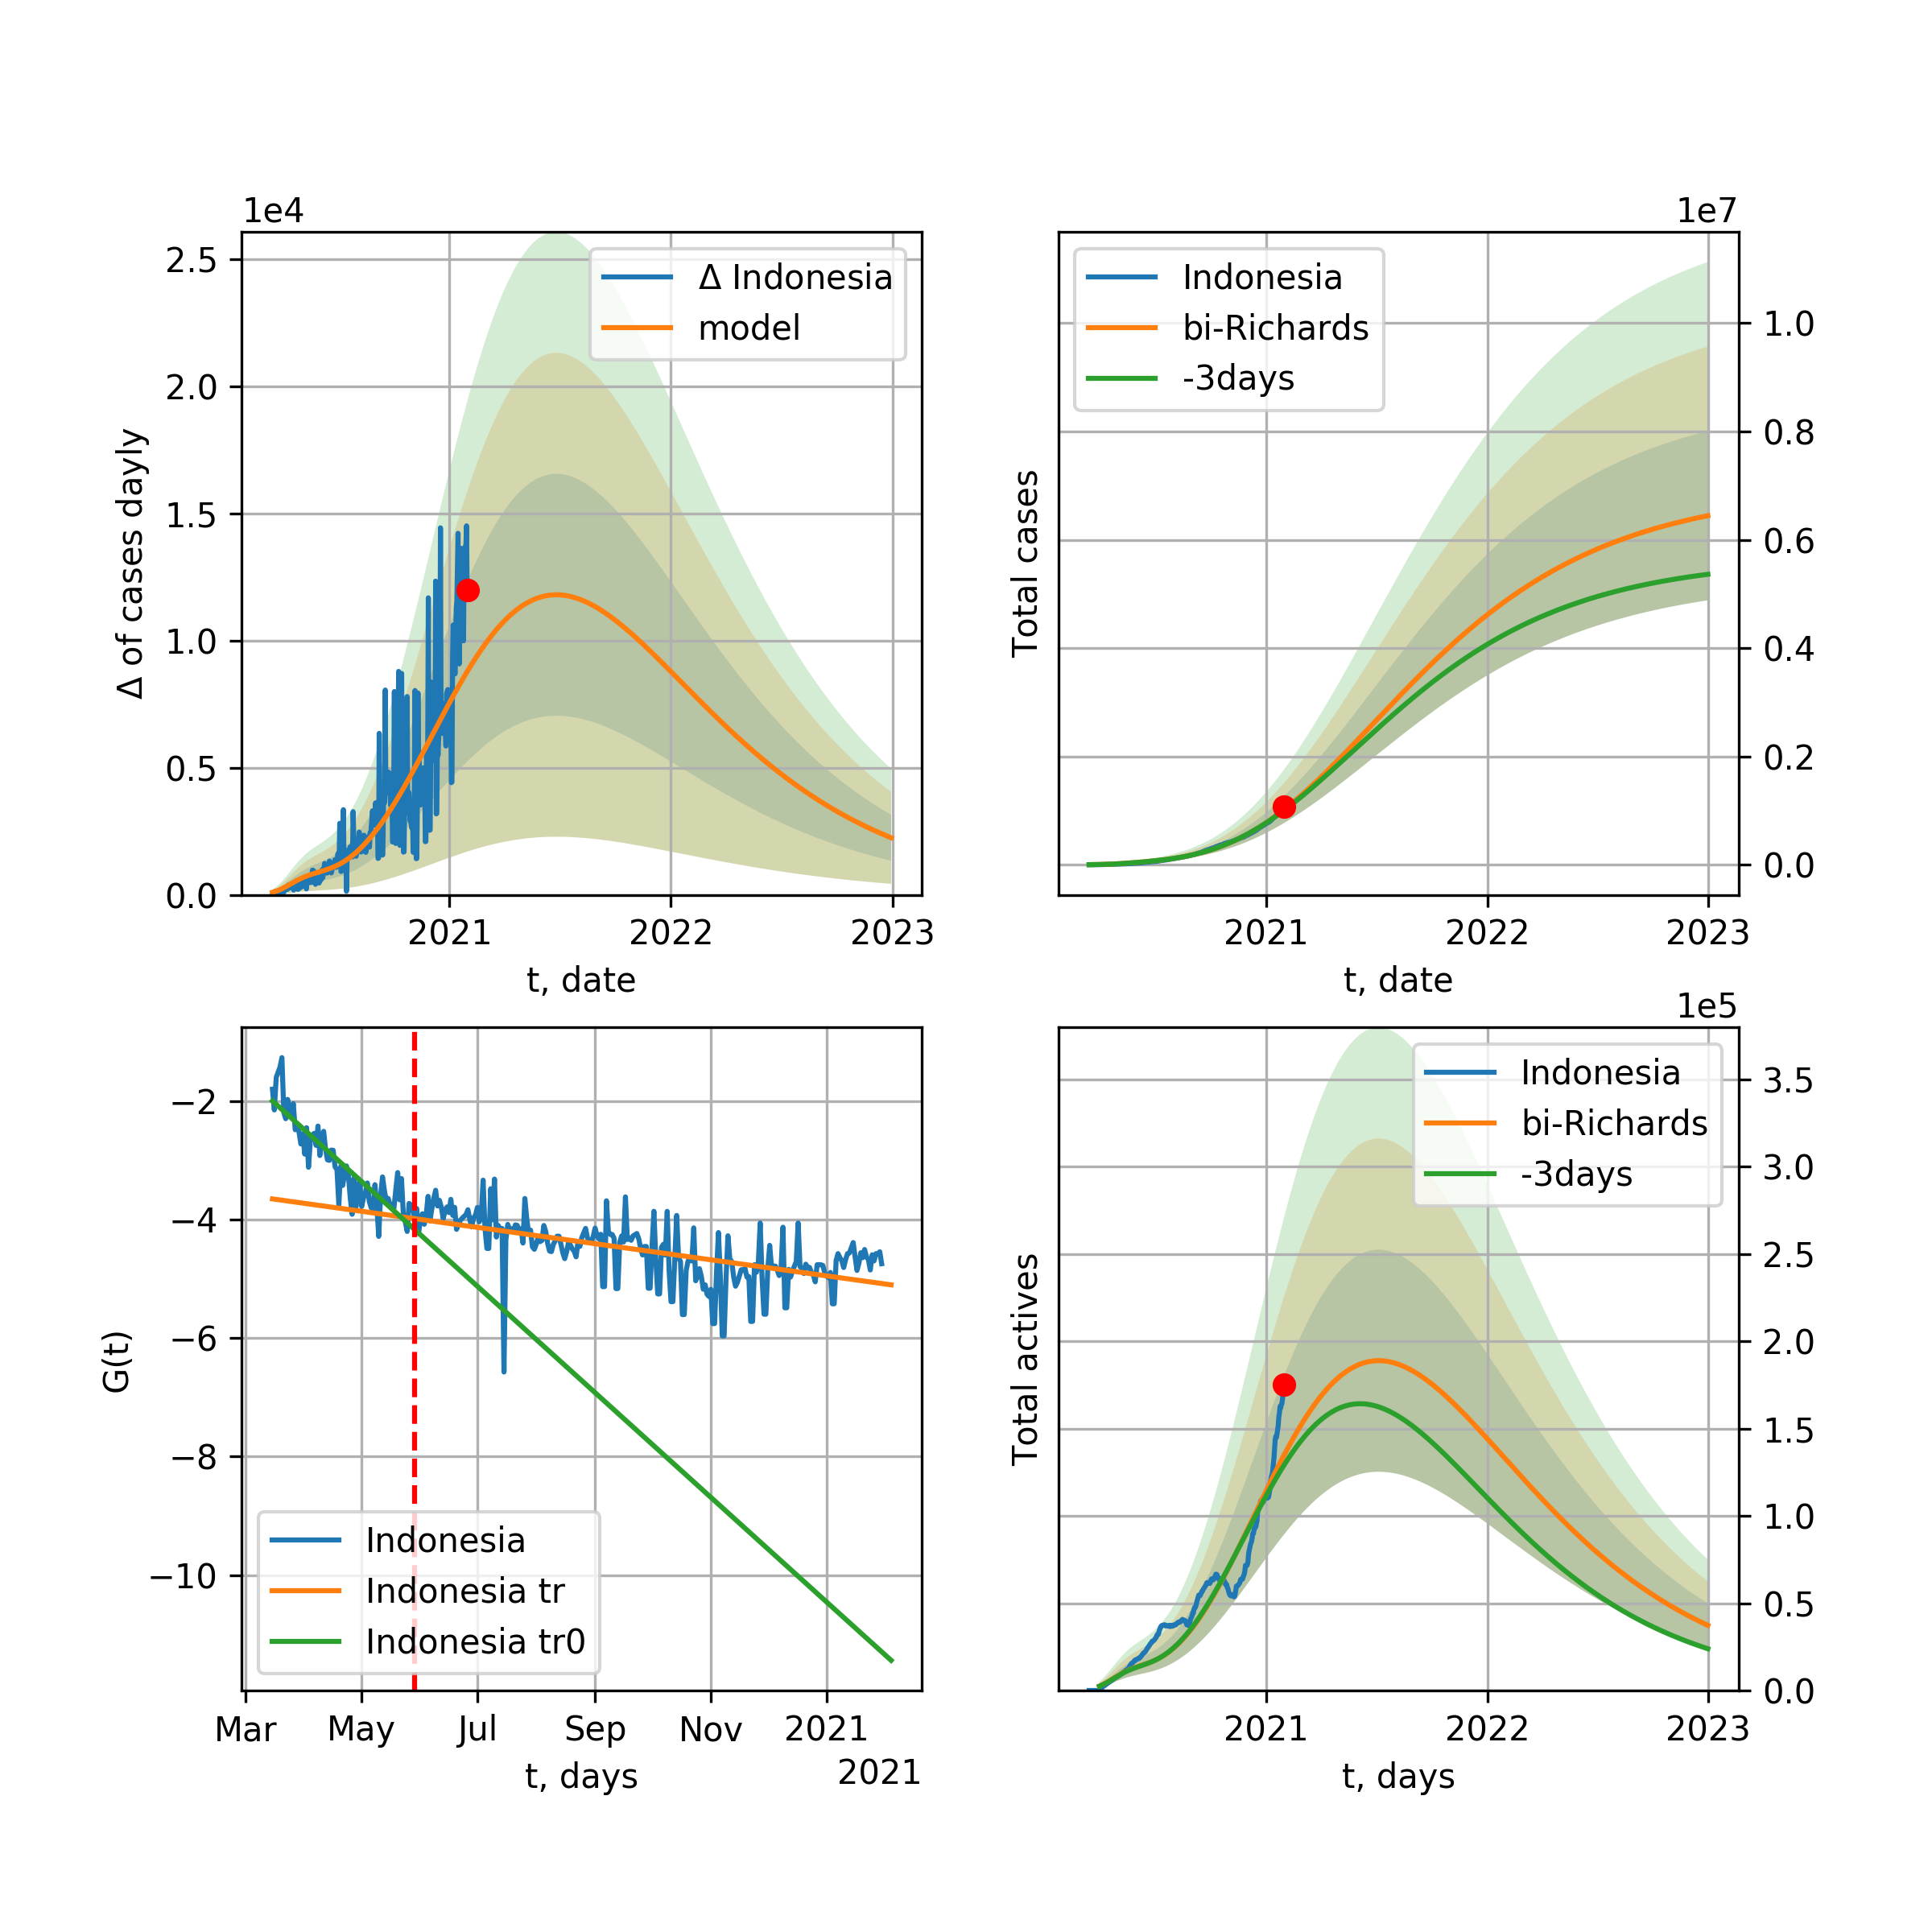 1e4
2.5
2.0
1.5
1.0
0.5
0.0
Δ of cases dayly
Δ Indonesia
model
2021 2022 2023
t, date
1e7
Indonesia
bi-Richards
-3days
Total cases
1.0
0.8
0.6
0.4
0.2
0.0
2021 2022 2023
t, date
−2
−4
−6
−8
−10
G(t)
Indonesia
Indonesia tr
Indonesia tr0
Mar May Jul Sep Nov 2021
t, days
2021
1e5
Indonesia
bi-Richards
-3days
Total actives
3.5
3.0
2.5
2.0
1.5
1.0
0.5
0.0
2021 2022 2023
t, days